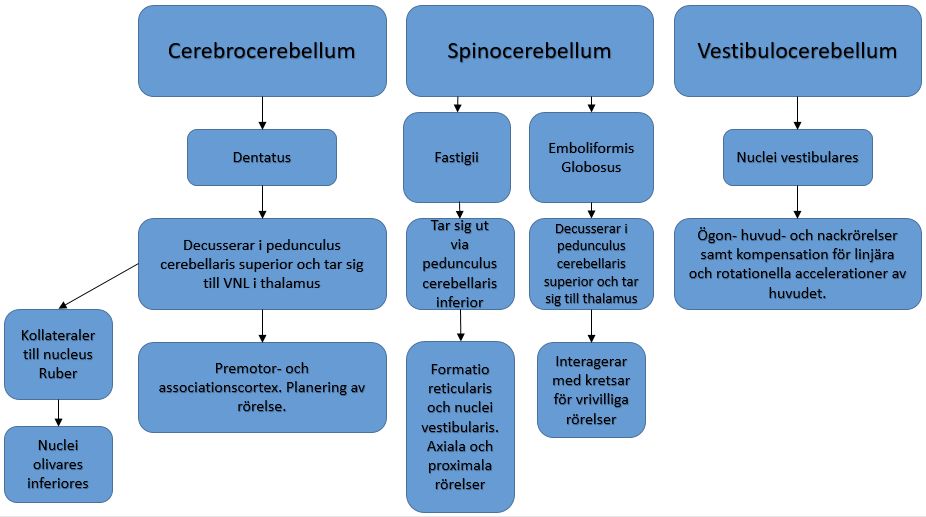 Cerebrocerebellum
Dentatus
Decusserar i pedunculus
cerebellaris superior och tar sig
till VNL i thalamus
Kollateraler
till nucleus
Ruber
Nuclei
olivares
inferiores
Premotor- och
associationscortex. Planering av
rörelse.
Spinocerebellum
Fastigii
Tar sig ut
via
pedunculus
cerebellaris
inferior
Formatio
reticularis
och nuclei
vestibularis.
Axiala och
proximala
rörelser
Emboliformis
Globosus
Decusserar i
pedunculus
cerebellaris
superior och tar
sig till thalamus
Interagerar
med kretsar
för vrivilliga
rörelser
Vestibulocerebellum
Nuclei vestibulares
Ögon- huvud- och nackrörelser
samt kompensation för linjära
och rotationella accelerationer av
huvudet.